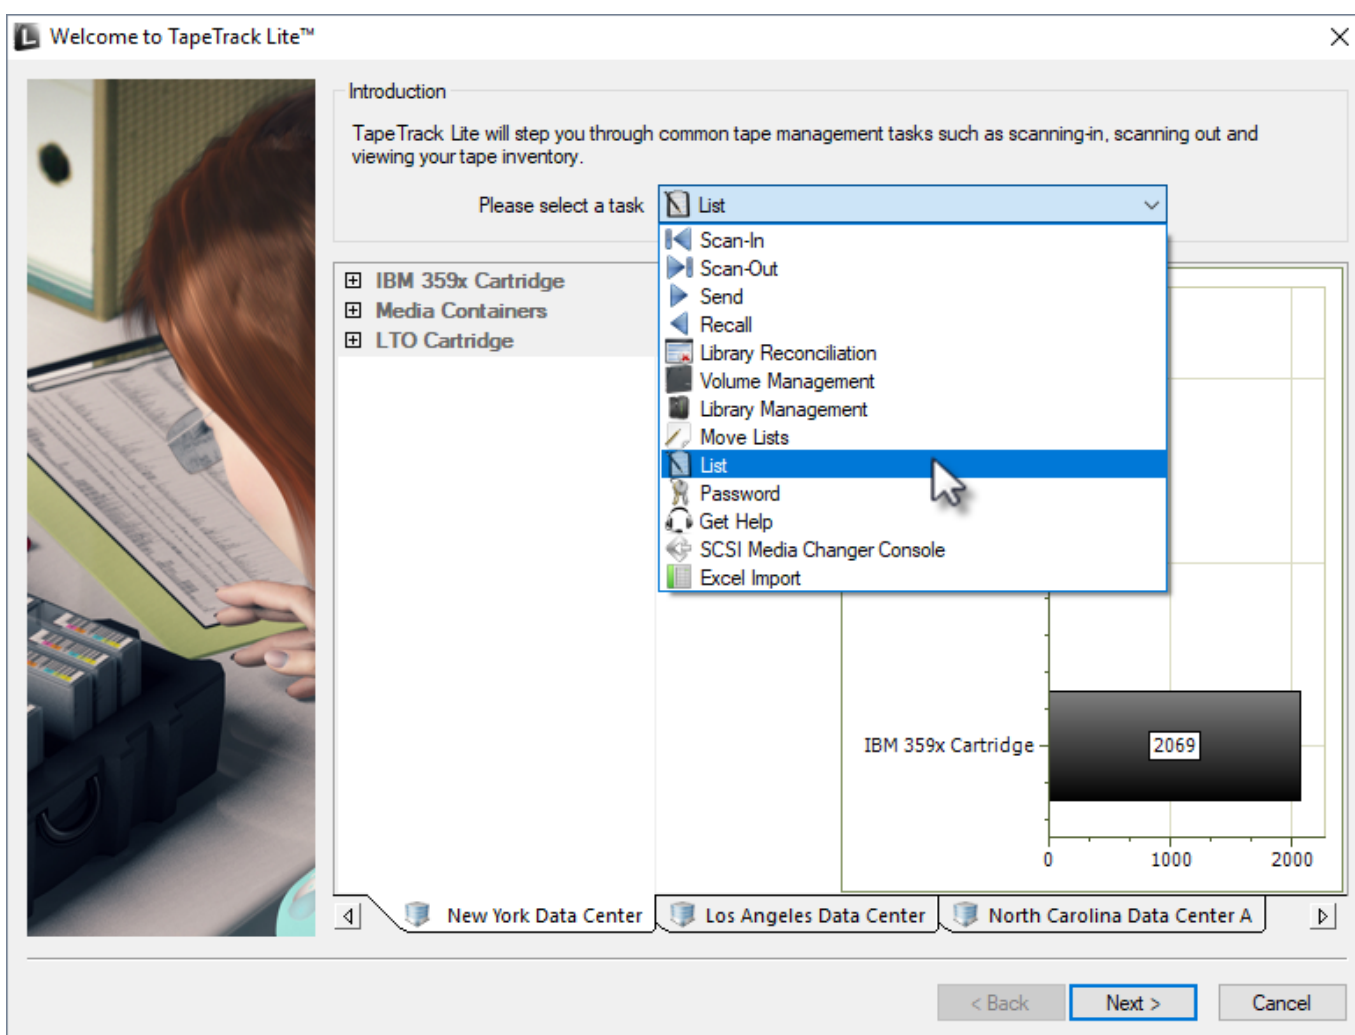 Welcome to TapeTrack Lite™
Introduction
TapeTrack Lite will step you through common tape management tasks such as scanning-in, scanning out and
viewing your tape inventory.
Please select a task
List
Scan-In
Scan-Out
Send
Recall
Library Reconciliation
Volume Management
Library Management
Move Lists
List
Password
Get Help
SCSI Media Changer Console
Excel Import
IBM 359x Cartridge
Media Containers
LTO Cartridge
IBM 359x Cartridge
2069
0 1000 2000
New York Data Center Los Angeles Data Center North Carolina Data Center A
< Back Next > Cancel